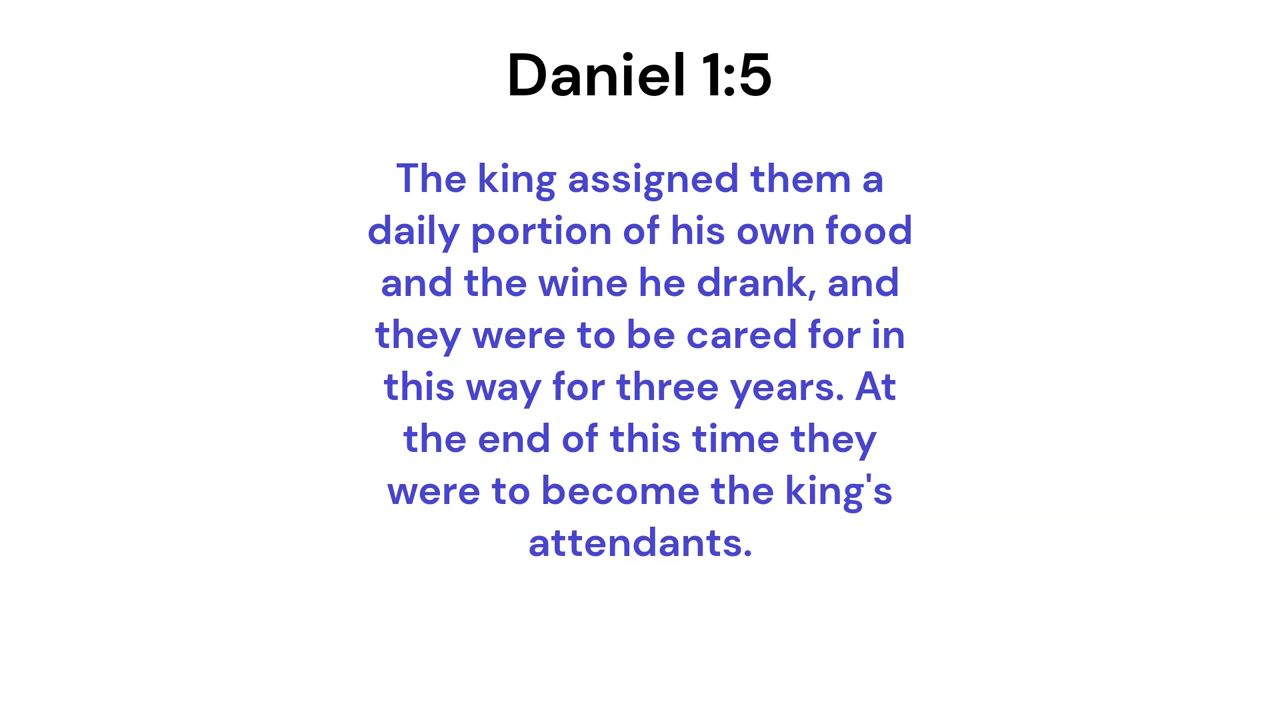 Daniel 1:5
The king assigned them a
daily portion of his own food
and the wine he drank, and
they were to be cared for in
this way for three years. At
the end of this time they
were to become the king's
attendants.